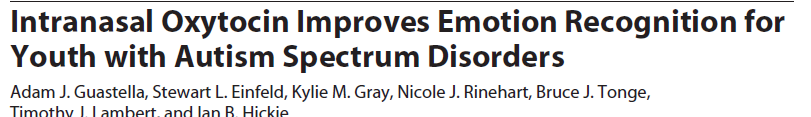 Intranasal Oxytocin Improves Emotion Recognition for
Youth with Autism Spectrum Disorders
Adam J. Guastella, Stewart L. Einfeld, Kylie M. Gray, Nicole J. Rinehart, Bruce J. Tonge,
Timothy J. Lambert, and Ian B. Hickie